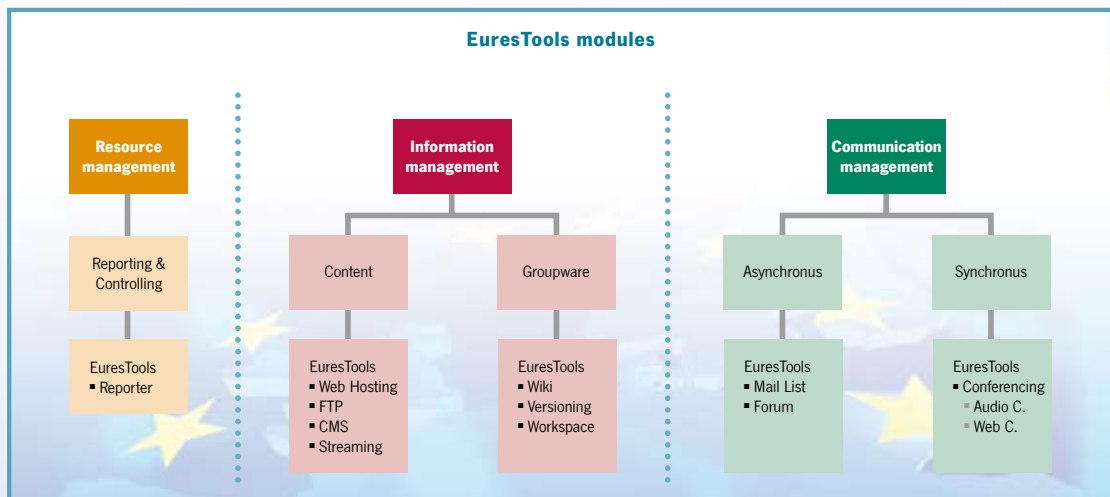 EuresTools modules
Resource
management
Reporting &
Controlling
EuresTools
▪ Reporter
Information
management
Content
EuresTools
▪ Web Hosting
▪ FTP
▪ CMS
▪ Streaming
Groupware
EuresTools
▪ Wiki
▪ Versioning
▪ Workspace
Communication
management
Asynchronus
EuresTools
▪ Mail List
▪ Forum
Synchronus
EuresTools
▪ Conferencing
▪ Audio C.
▪ Web C.